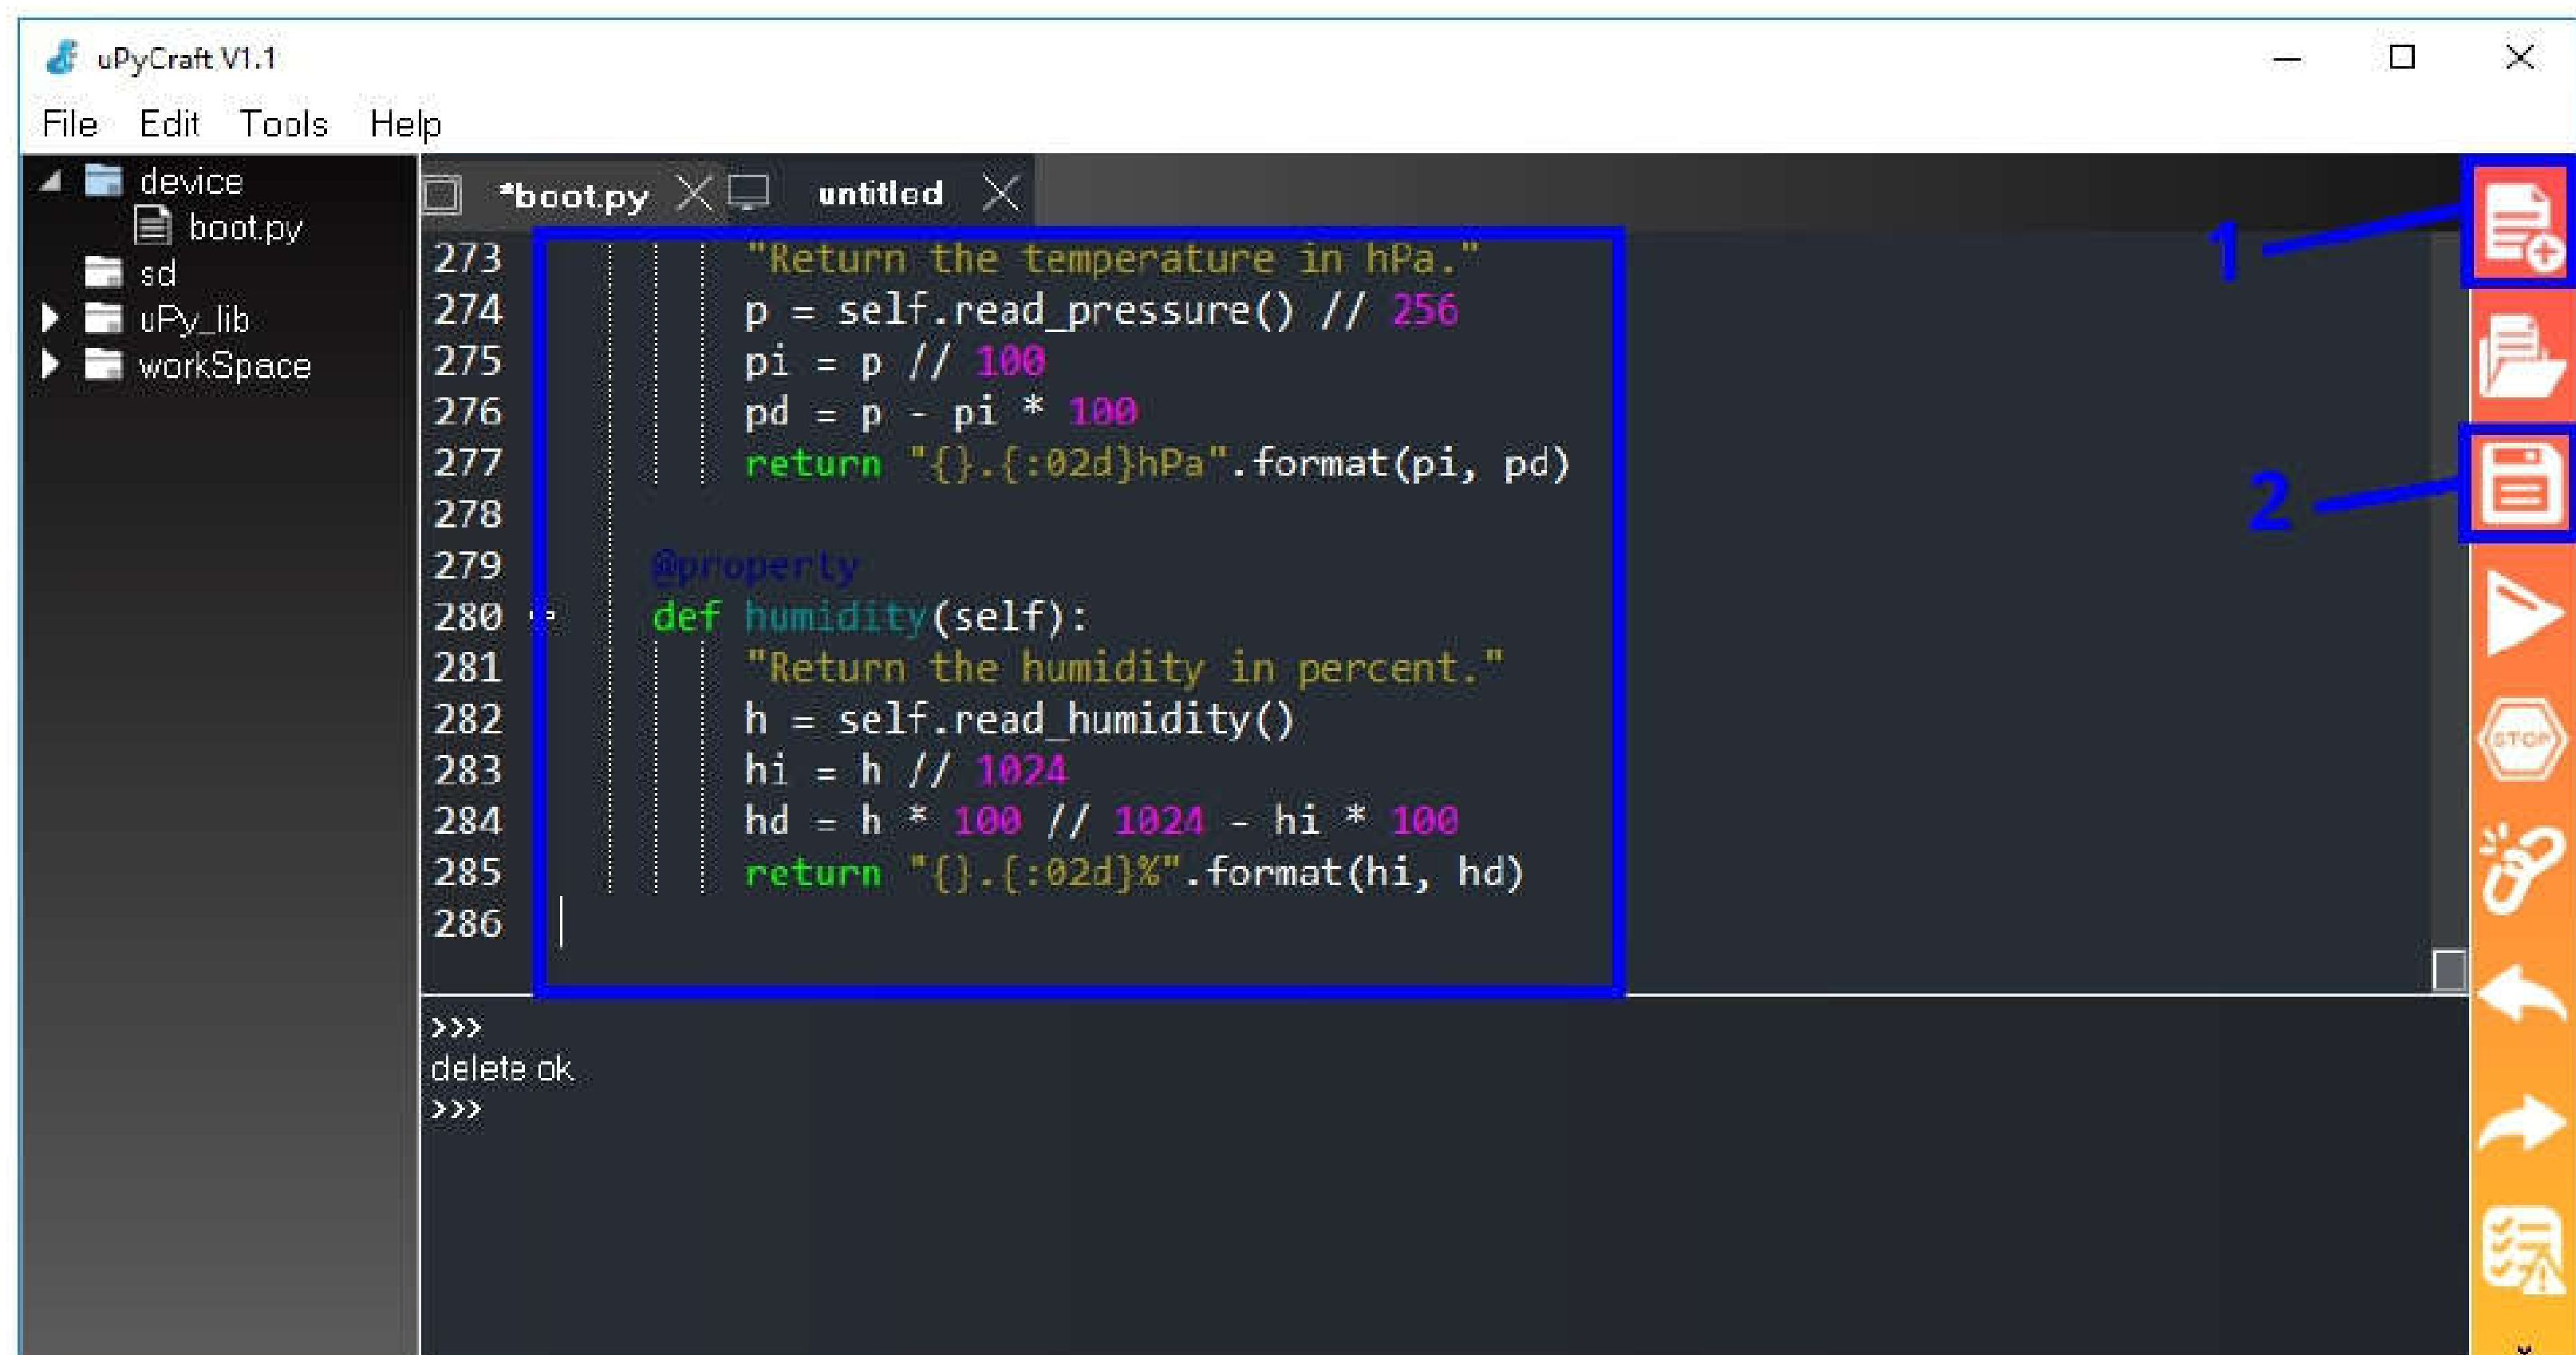 uPyCraft V1.1
File Edit Tools Help
device
boot.py
sd
uPy_lib
workSpace
*boot.py untitled
273 "Return the temperature in hPa."
274 p = self.read_pressure() // 256
275 pi = p // 100
276 pd = p - pi * 100
277 return "{}.{:02d}hPa".format(pi, pd)
278
279 @property
280 def humidity(self):
281 "Return the humidity in percent."
282 h = self.read_humidity()
283 hi = h // 1024
284 hd = h * 100 // 1024 - hi * 100
285 return "{}.{:02d}%".format(hi, hd)
286
>>>
delete ok
>>>
1
2
STOP